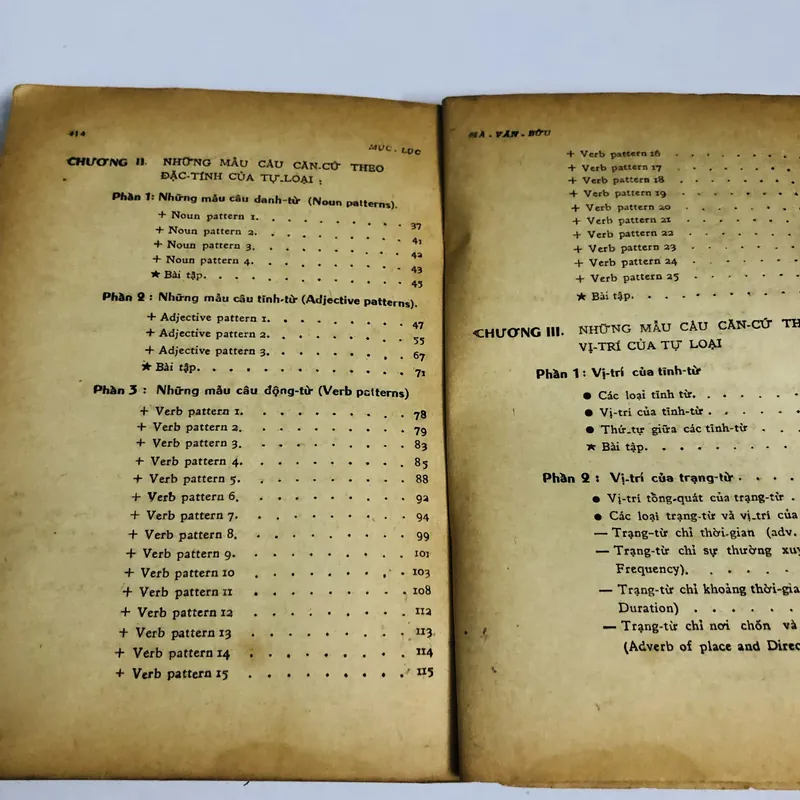 414
MỤC - LỤC
CHƯƠNG II. NHỮNG MẪU CÂU CĂN-CỨ THEO
ĐẶC-TÍNH CỦA TỰ-LOẠI :
Phần 1: Những mẫu câu danh-từ (Noun patterns).
+ Noun pattern 1. . . . . . . . . . 37
+ Noun pattern 2. . . . . . . . . . 41
+ Noun pattern 3. . . . . . . . . . 42
+ Noun pattern 4. . . . . . . . . . 43
★ Bài tập. . . . . . . . . . . 45
Phần 2 : Những mẫu câu tĩnh-từ (Adjective patterns).
+ Adjective pattern 1. . . . . . . . . 47
+ Adjective pattern 2. . . . . . . . . 55
+ Adjective pattern 3. . . . . . . . . 67
★ Bài tập. . . . . . . . . . . 71
Phần 3 : Những mẫu câu động-từ (Verb patterns)
+ Verb pattern 1. . . . . . . . . 78
+ Verb pattern 2. . . . . . . . . 79
+ Verb pattern 3. . . . . . . . . 83
+ Verb pattern 4. . . . . . . . . 85
+ Verb pattern 5. . . . . . . . . 88
+ Verb pattern 6. . . . . . . . . 92
+ Verb pattern 7. . . . . . . . . 94
+ Verb pattern 8. . . . . . . . . 99
+ Verb pattern 9. . . . . . . . . 101
+ Verb pattern 10 . . . . . . . . 103
+ Verb pattern 11 . . . . . . . . 108
+ Verb pattern 12 . . . . . . . . 112
+ Verb pattern 13 . . . . . . . . 113
+ Verb pattern 14 . . . . . . . . 114
+ Verb pattern 15 . . . . . . . . 115
MÀ - VĂN - BỬU
+ Verb pattern 16 . . . . . . .
+ Verb pattern 17 . . . . . . .
+ Verb pattern 18 . . . . . . .
+ Verb pattern 19 . . . . . . .
+ Verb pattern 20 . . . . . . .
+ Verb pattern 21 . . . . . . .
+ Verb pattern 22 . . . . . . .
+ Verb pattern 23 . . . . . . .
+ Verb pattern 24 . . . . . . .
+ Verb pattern 25 . . . . . . .
★ Bài tập. . . . . . . . .
CHƯƠNG III. NHỮNG MẪU CÂU CĂN-CỨ TH
VỊ-TRÍ CỦA TỰ LOẠI
Phần 1 : Vị-trí của tĩnh-từ
● Các loại tĩnh từ. . . . . . .
● Vị-trí của tĩnh-từ . . . . . .
● Thứ-tự giữa các tĩnh-từ . . .
★ Bài tập. . . . . . . . .
Phần 2 : Vị-trí của trạng-từ . . . .
● Vị-trí tổng-quát của trạng-từ . .
● Các loại trạng-từ và vị-trí của
— Trạng-từ chỉ thời-gian (adv.
— Trạng-từ chỉ sự thường xuy
Frequency). . . . . .
— Trạng-từ chỉ khoảng thời-gia
Duration) . . . . . .
— Trạng-từ chỉ nơi chốn và
(Adverb of place and Direc